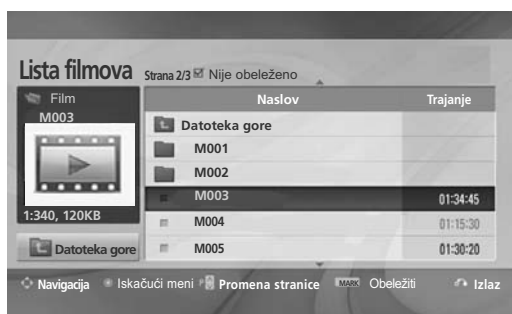 Lista filmova Strana 2/3 Nije obeleženo
Film
M003
1:340, 120KB
Datoteka gore
Naslov Trajanje
Datoteka gore
M001
M002
M003 01:34:45
M004 01:15:30
M005 01:30:20
Navigacija Iskačući meni Promena stranice MARK Obeležiti Izlaz